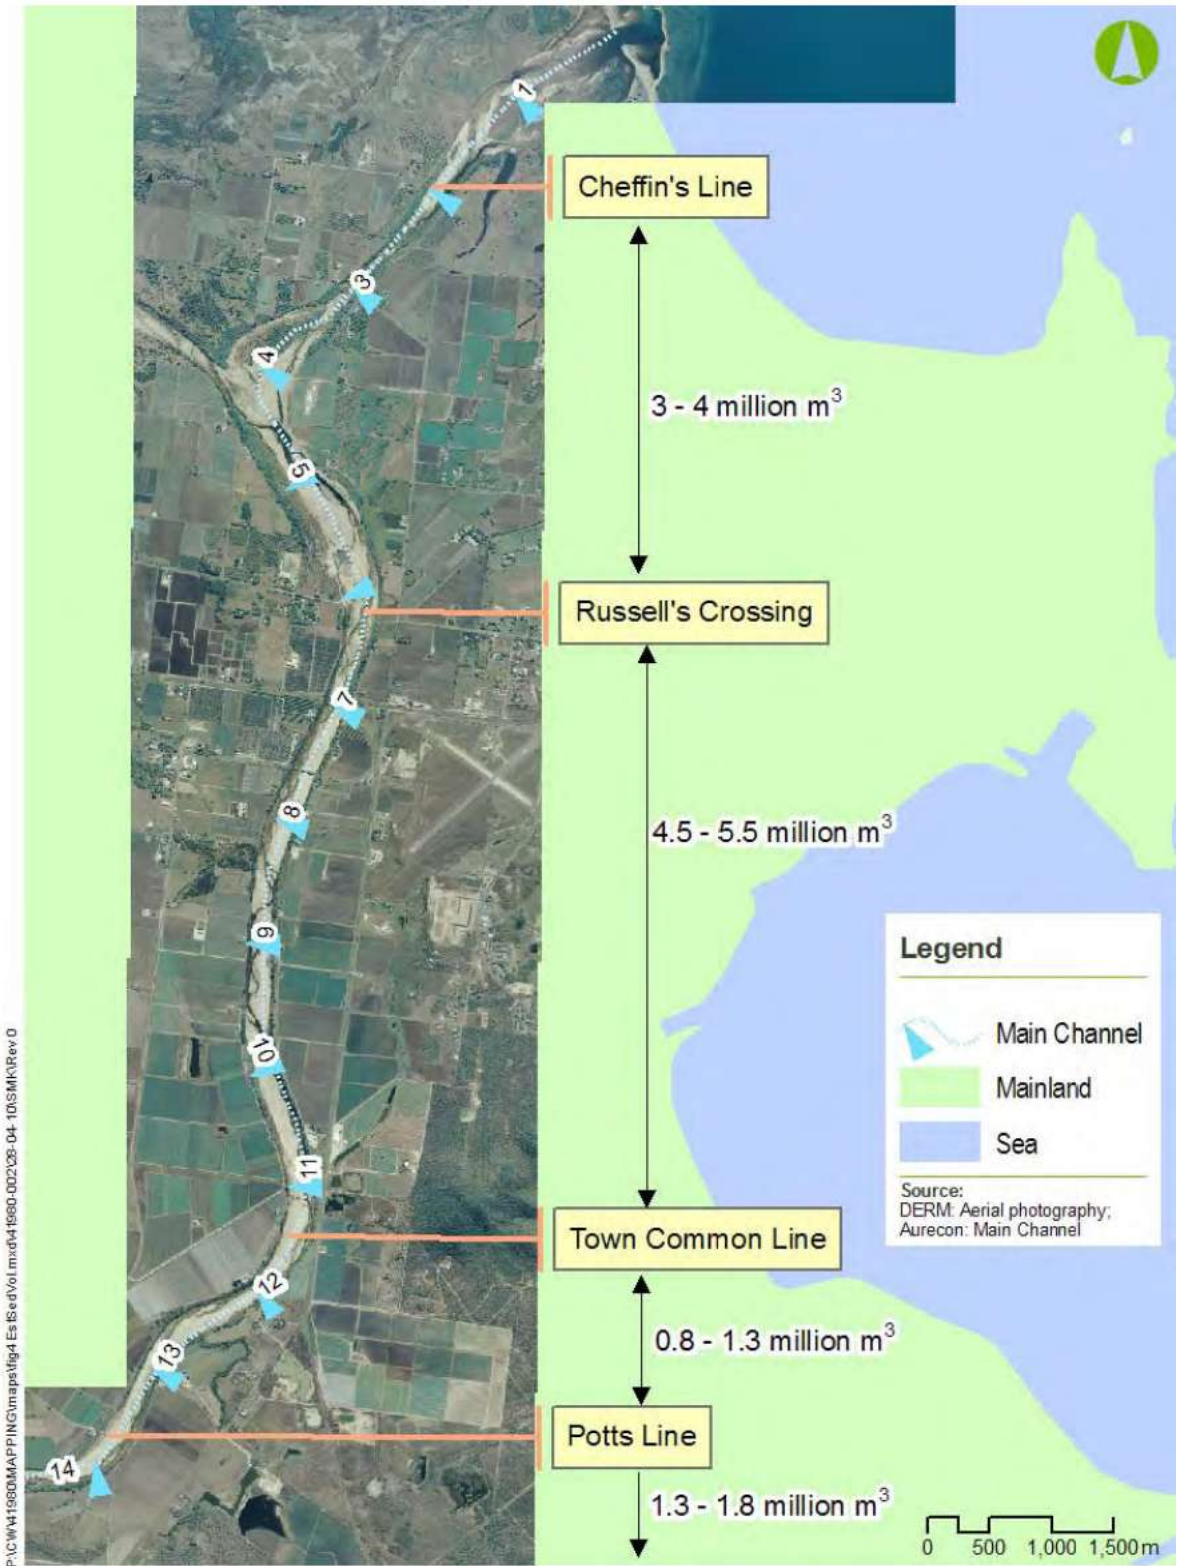 1
Cheffin's Line
3
4
3 - 4 million m³
5
Russell's Crossing
7
8
4.5 - 5.5 million m³
9
Legend
Main Channel
Mainland
Sea
Source:
DERM: Aerial photography;
Aurecon: Main Channel
10
11
Town Common Line
12
0.8 - 1.3 million m³
13
Potts Line
14
1.3 - 1.8 million m³
0 500 1,000 1,500 m